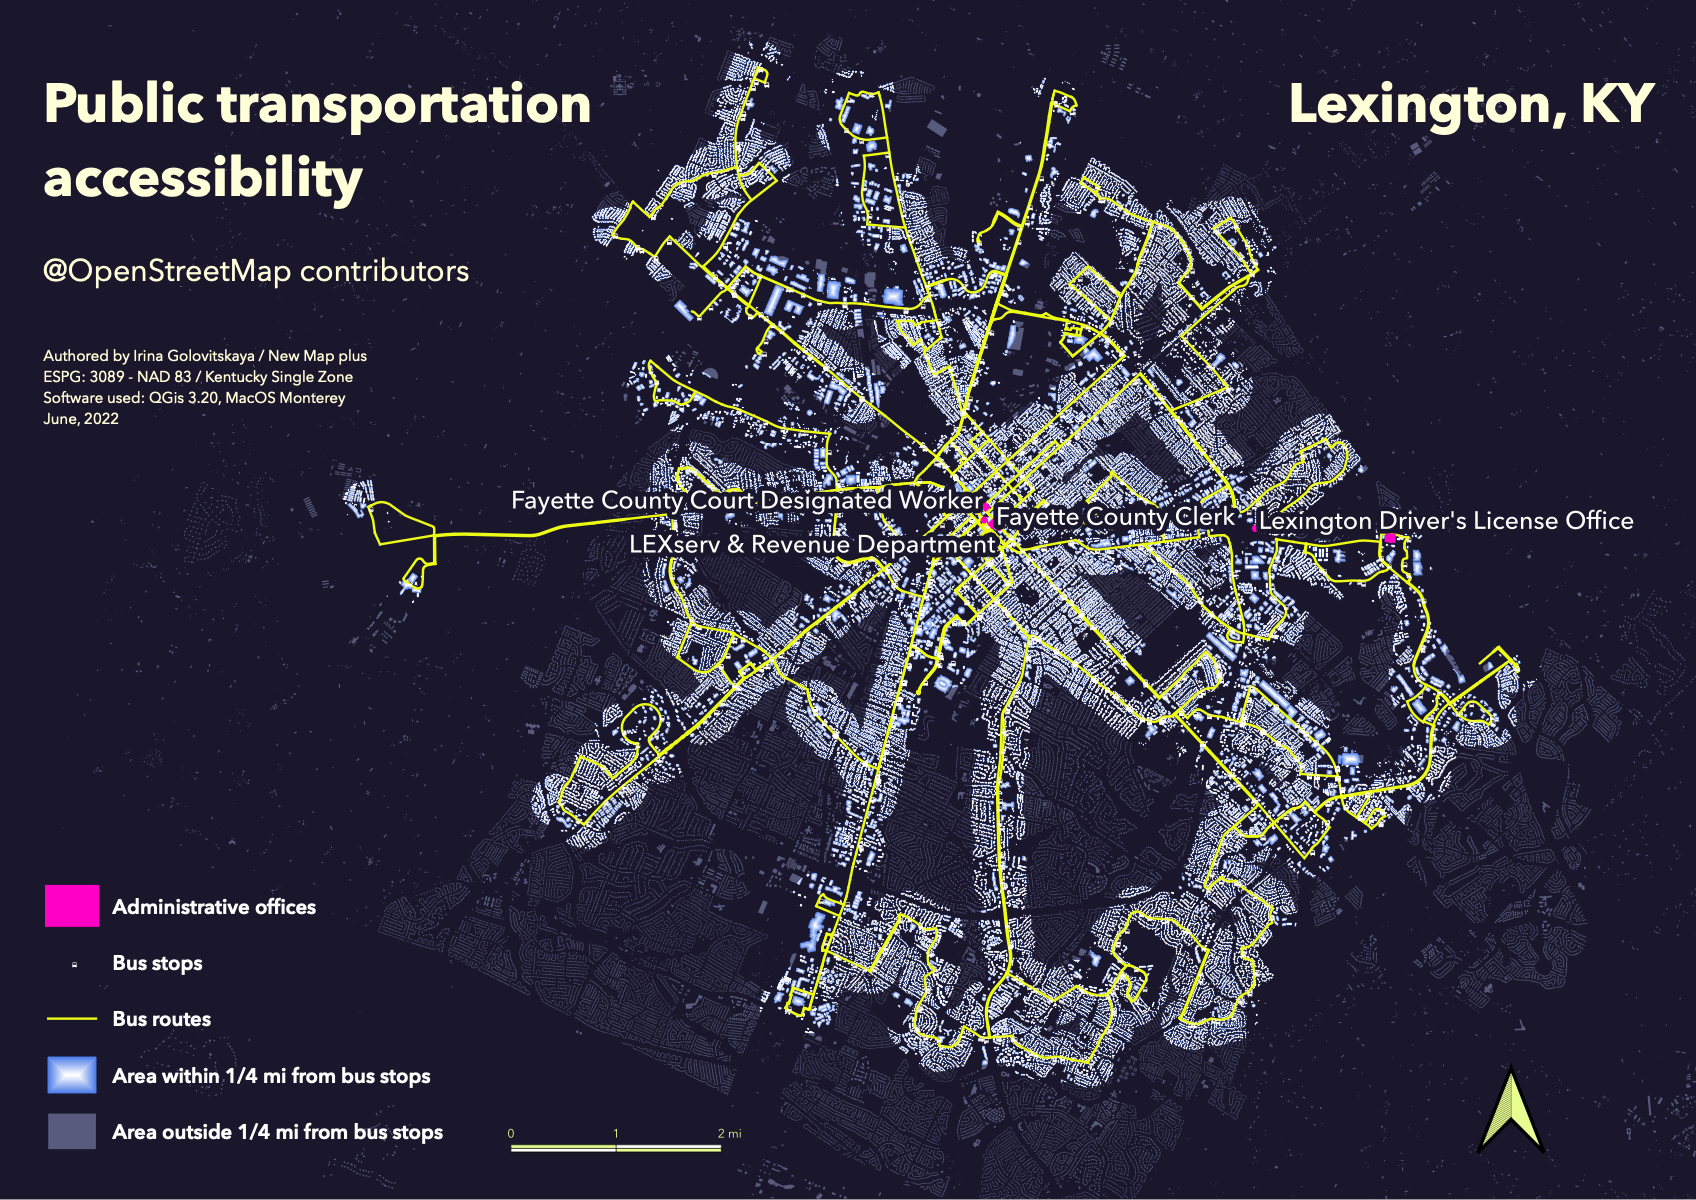 Public transportation
accessibility
Lexington, KY
@OpenStreetMap contributors
Authored by Irina Golovitskaya / New Map plus
ESPG: 3089 - NAD 83 / Kentucky Single Zone
Software used: QGis 3.20, MacOS Monterey
June, 2022
Fayette County Court Designated Worker
Fayette County Clerk
Lexington Driver's License Office
LEXserv & Revenue Department
Administrative offices
Bus stops
Bus routes
Area within 1/4 mi from bus stops
Area outside 1/4 mi from bus stops
0 1 2 mi